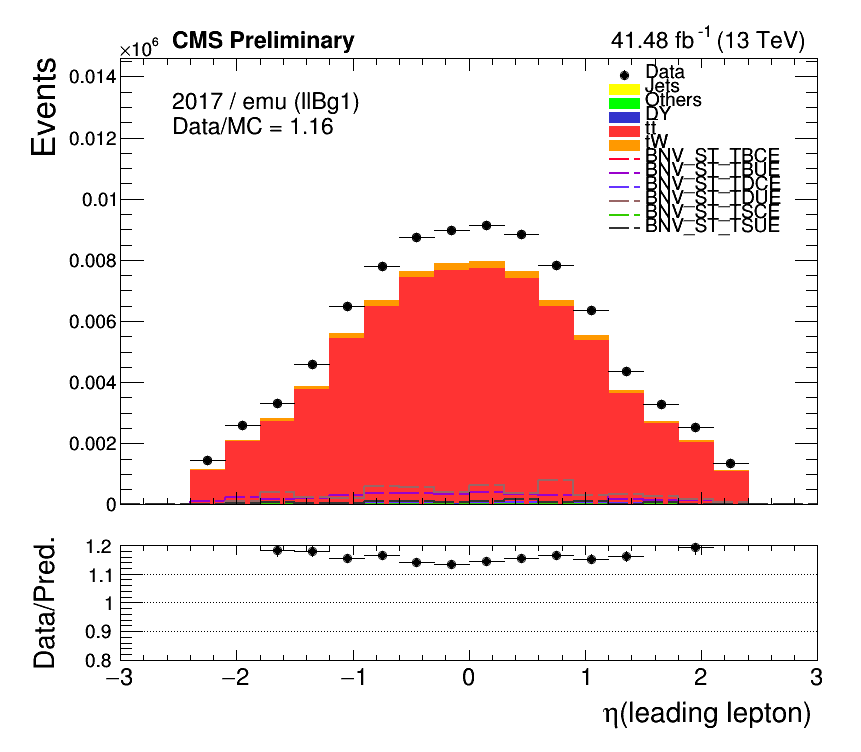 ×10⁶ CMS Preliminary 41.48 fb⁻¹ (13 TeV)
Events
2017 / emu (llBg1)
Data/MC = 1.16
Data
Jets
Others
DY
tt
tW
BNV_ST_TBCE
BNV_ST_TBUE
BNV_ST_TDCE
BNV_ST_TDUE
BNV_ST_TSCE
BNV_ST_TSUE
0.014
0.012
0.01
0.008
0.006
0.004
0.002
0
Data/Pred.
1.2
1.1
1
0.9
0.8
−3 −2 −1 0 1 2 3
η(leading lepton)